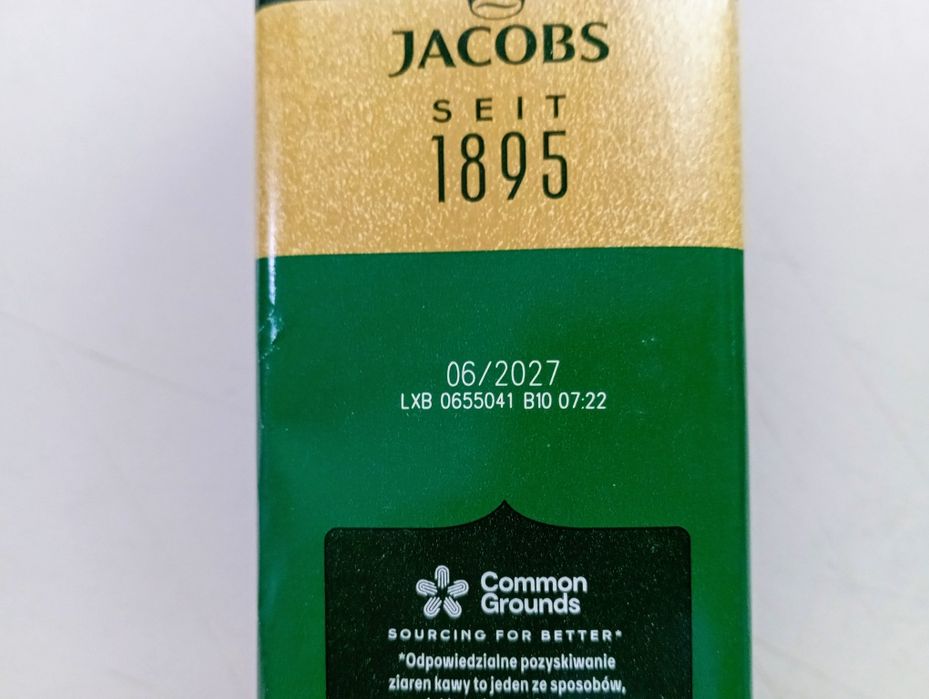 JACOBS
SEIT
1895
06/2027
LXB 0655041 B10 07:22
Common
Grounds
SOURCING FOR BETTER*
*Odpowiedzialne pozyskiwanie
ziaren kawy to jeden ze sposobów,